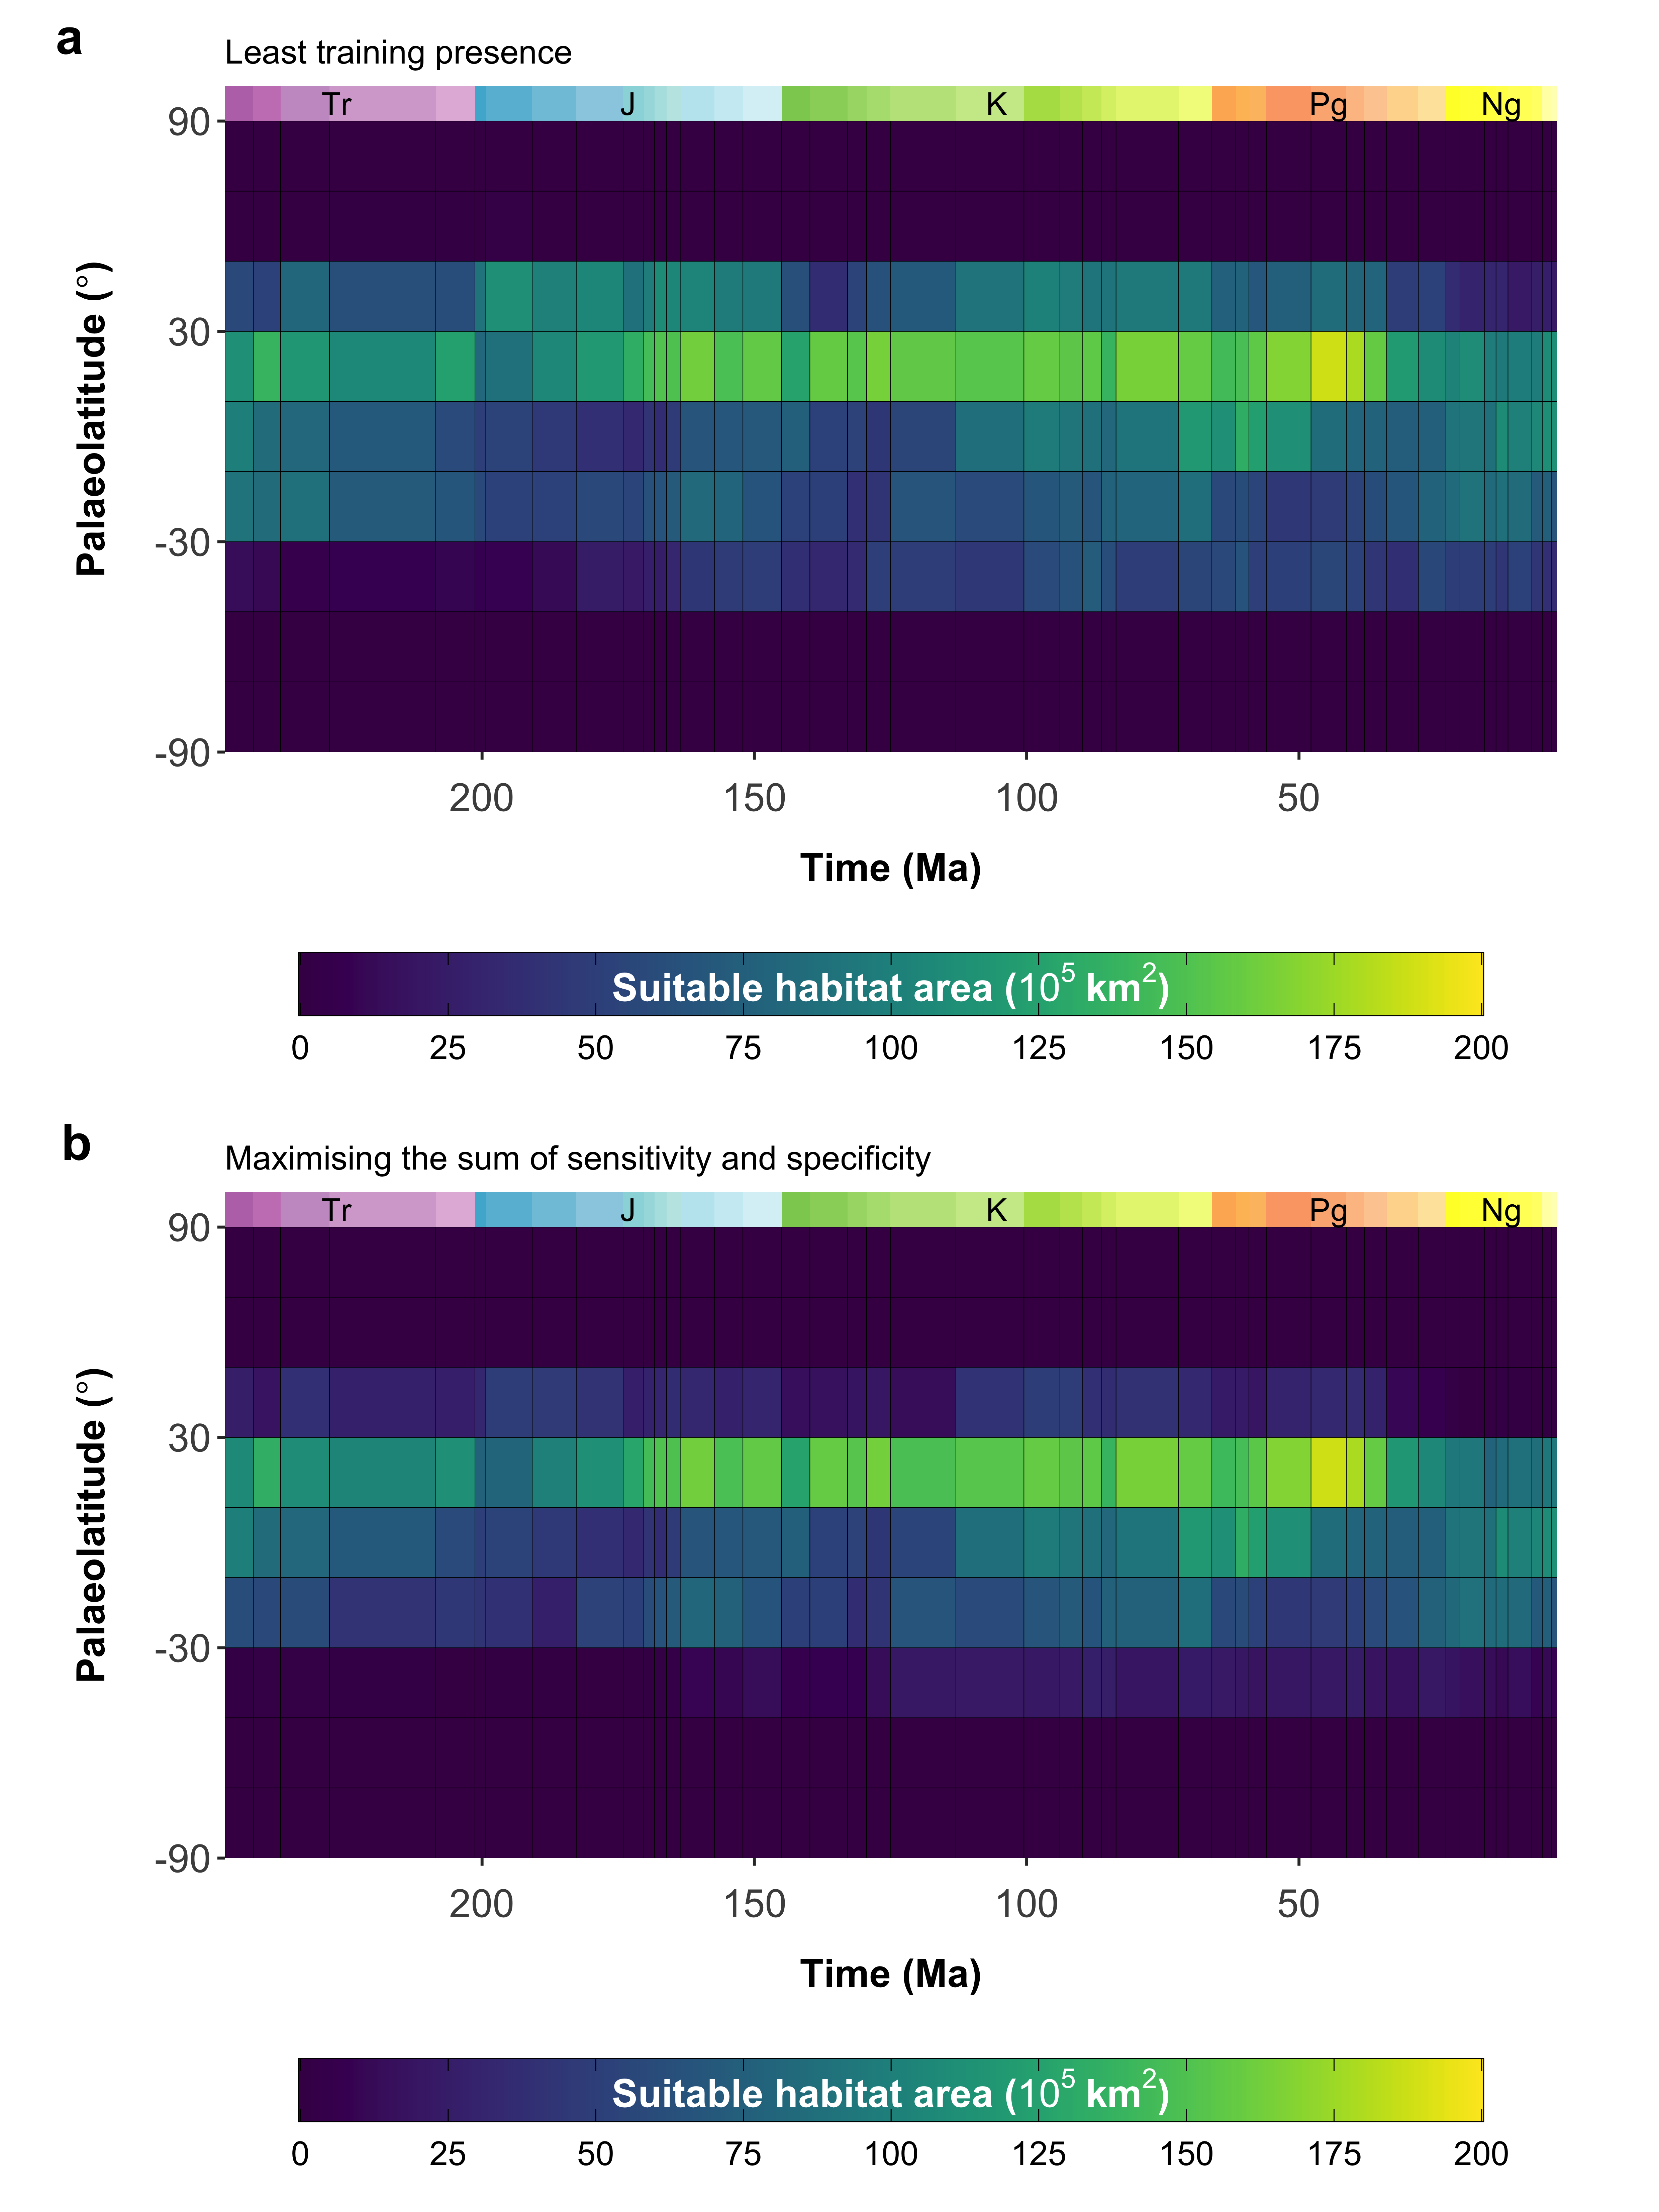 a
Least training presence
Tr J K Pg Ng
90
30
-30
-90
Palaeolatitude (°)
200 150 100 50
Time (Ma)
Suitable habitat area (10⁵ km²)
0 25 50 75 100 125 150 175 200
b
Maximising the sum of sensitivity and specificity
Tr J K Pg Ng
90
30
-30
-90
Palaeolatitude (°)
200 150 100 50
Time (Ma)
Suitable habitat area (10⁵ km²)
0 25 50 75 100 125 150 175 200